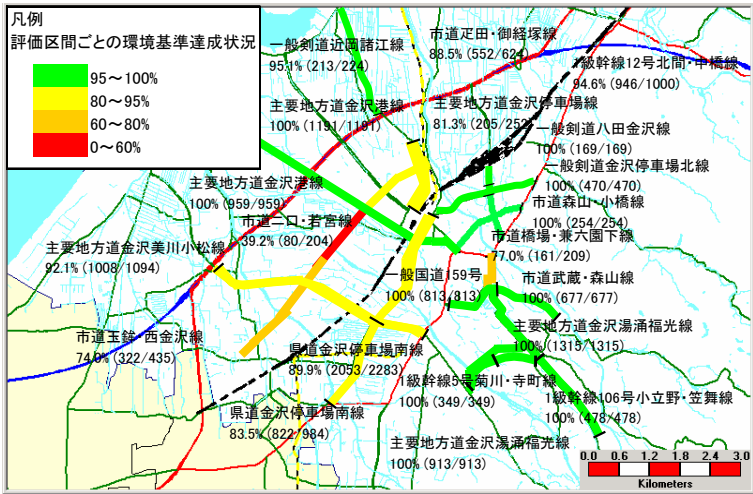 凡例
評価区間ごとの環境基準達成状況
95～100%
80～95%
60～80%
0～60%
一般剣道近岡諸江線
95.1% (213/224)
市道疋田・御経塚線
88.5% (552/624)
1級幹線12号北間・中橋線
94.6% (946/1000)
主要地方道金沢港線
100% (1191/1191)
主要地方道金沢停車場線
81.3% (205/252)
一般剣道八田金沢線
100% (169/169)
一般剣道金沢停車場北線
100% (470/470)
主要地方道金沢港線
100% (959/959)
市道森山・小橋線
100% (254/254)
市道二口・若宮線
39.2% (80/204)
市道橋場・兼六園下線
77.0% (161/209)
主要地方道金沢美川小松線
92.1% (1008/1094)
一般国道159号
100% (813/813)
市道武蔵・森山線
100% (677/677)
市道玉鉾・西金沢線
74.0% (322/435)
主要地方道金沢湯涌福光線
100% (1315/1315)
県道金沢停車場南線
89.9% (2053/2283)
1級幹線5号菊川・寺町線
100% (349/349)
1級幹線106号小立野・笠舞線
100% (478/478)
県道金沢停車場南線
83.5% (822/984)
主要地方道金沢湯涌福光線
100% (913/913)
0.0 0.6 1.2 1.8 2.4 3.0
Kilometers